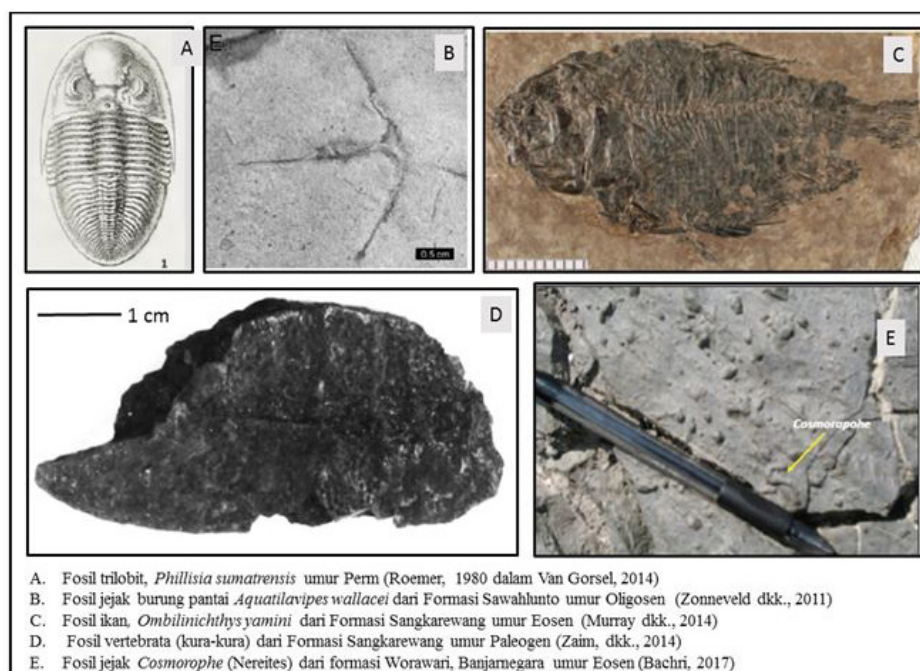 A
E
B
C
1
0.5 cm
1 cm
D
E
Cosmorapohe
A. Fosil trilobit, Phillisia sumatrensis umur Perm (Roemer, 1980 dalam Van Gorsel, 2014)
B. Fosil jejak burung pantai Aquatilavipes wallacei dari Formasi Sawahlunto umur Oligosen (Zonneveld dkk., 2011)
C. Fosil ikan, Ombilinichthys yamini dari Formasi Sangkarewang umur Eosen (Murray dkk., 2014)
D. Fosil vertebrata (kura-kura) dari Formasi Sangkarewang umur Paleogen (Zaim, dkk., 2014)
E. Fosil jejak Cosmorophe (Nereites) dari formasi Worawari, Banjarnegara umur Eosen (Bachri, 2017)